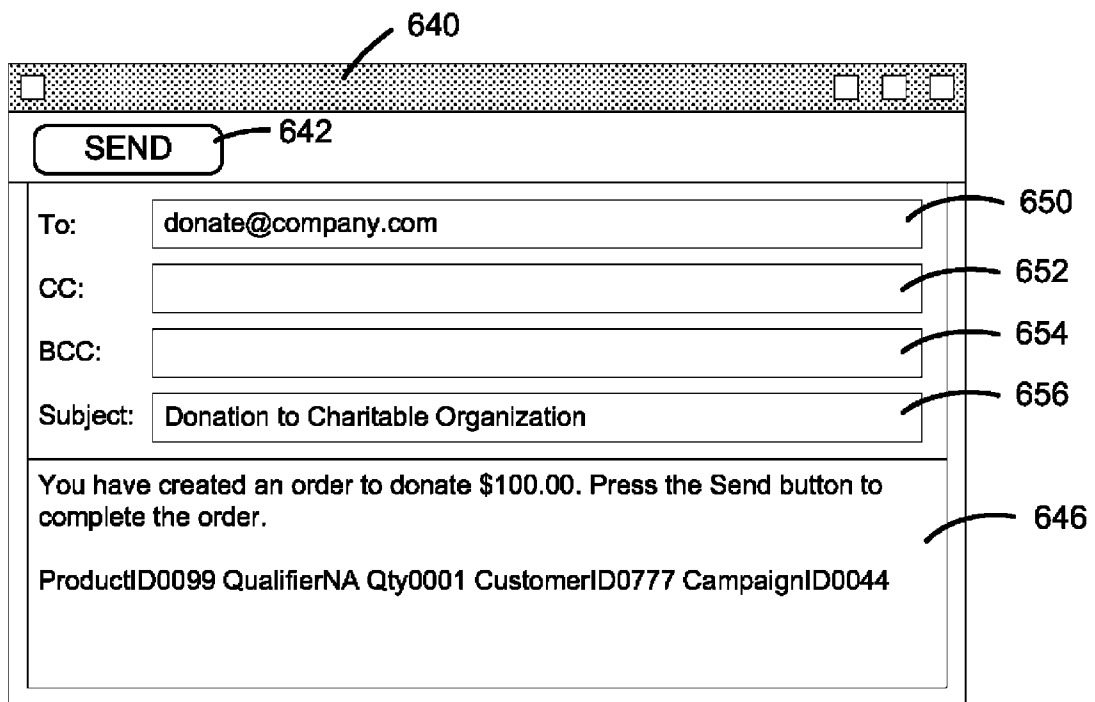 640
SEND
642
To: donate@company.com
650
CC:
652
BCC:
654
Subject: Donation to Charitable Organization
656
You have created an order to donate $100.00. Press the Send button to
complete the order.
646
ProductID0099 QualifierNA Qty0001 CustomerID0777 CampaignID0044